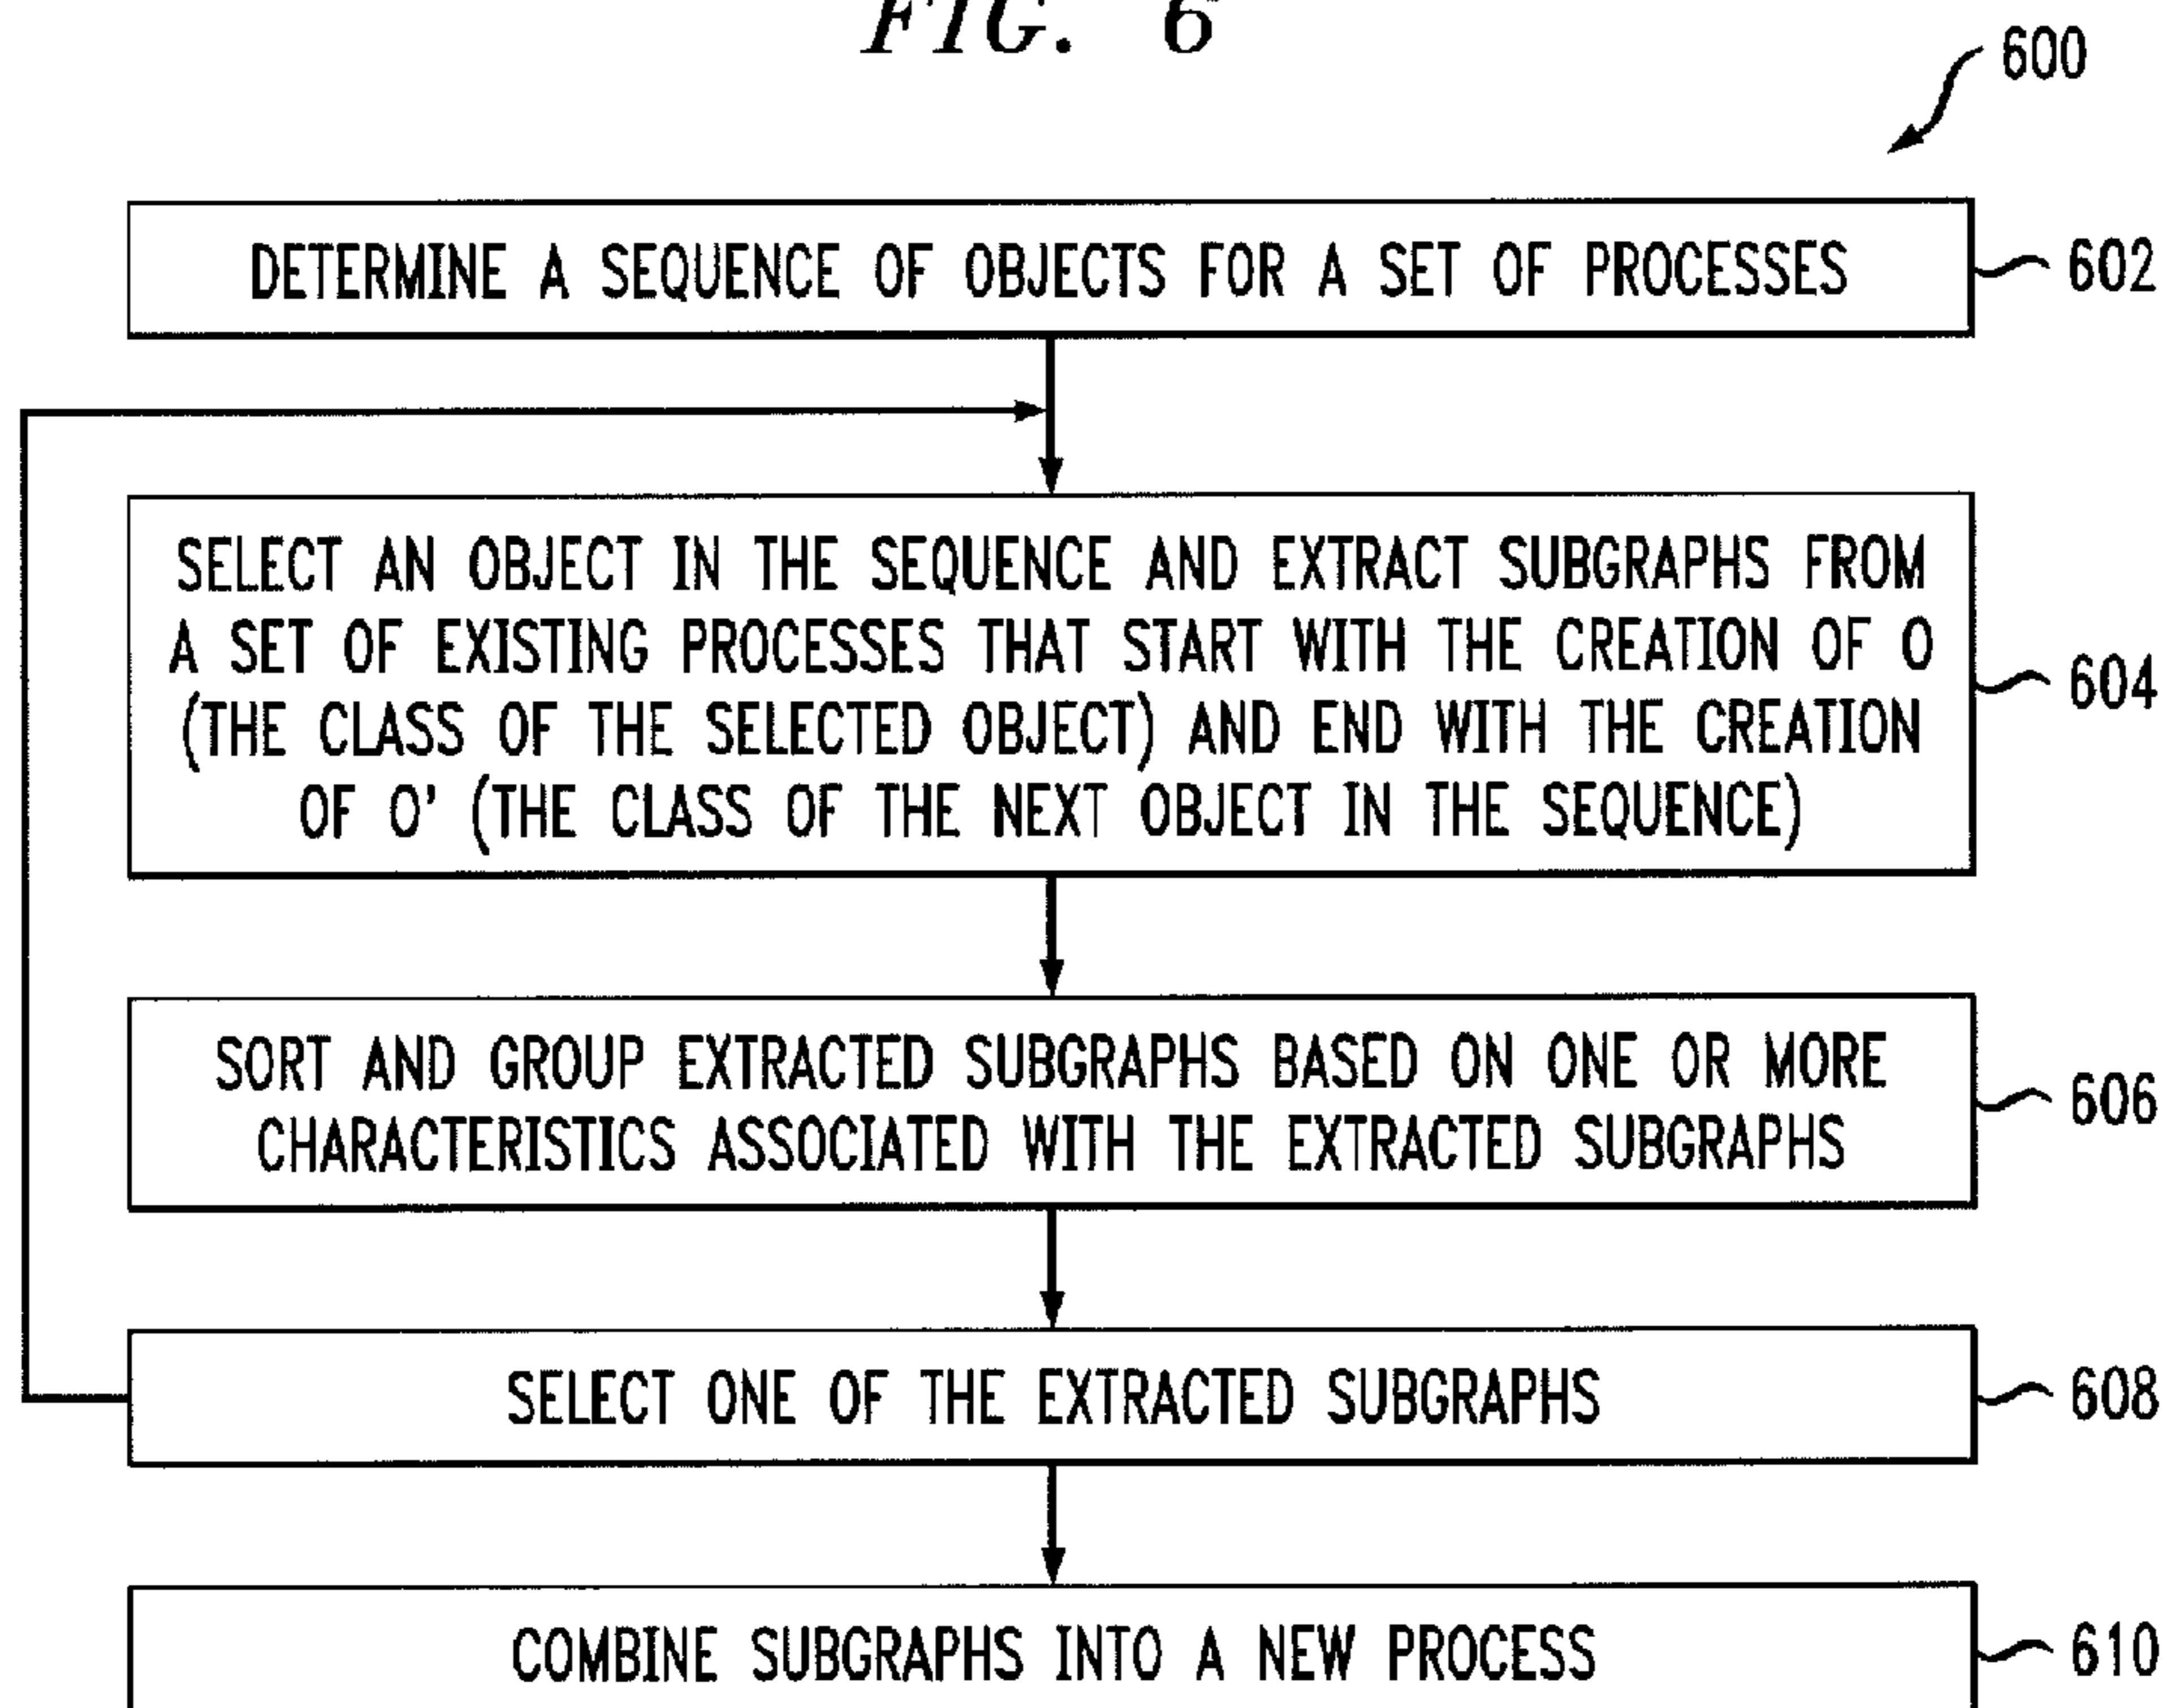 FIG. 6
600
DETERMINE A SEQUENCE OF OBJECTS FOR A SET OF PROCESSES
602
SELECT AN OBJECT IN THE SEQUENCE AND EXTRACT SUBGRAPHS FROM
A SET OF EXISTING PROCESSES THAT START WITH THE CREATION OF O
(THE CLASS OF THE SELECTED OBJECT) AND END WITH THE CREATION
OF O' (THE CLASS OF THE NEXT OBJECT IN THE SEQUENCE)
604
SORT AND GROUP EXTRACTED SUBGRAPHS BASED ON ONE OR MORE
CHARACTERISTICS ASSOCIATED WITH THE EXTRACTED SUBGRAPHS
606
SELECT ONE OF THE EXTRACTED SUBGRAPHS
608
COMBINE SUBGRAPHS INTO A NEW PROCESS
610